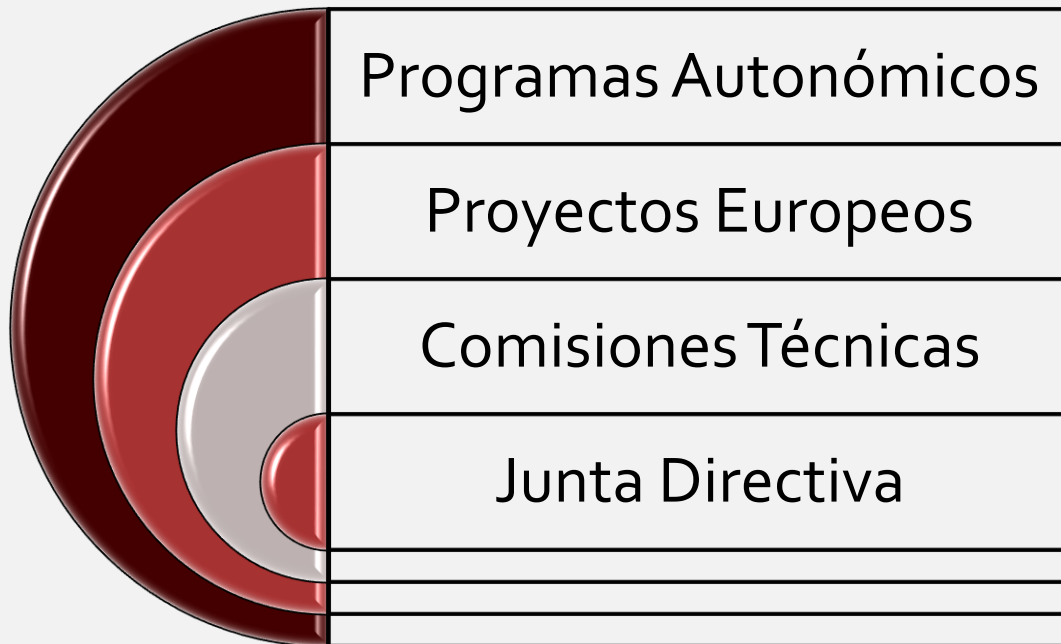 Programas Autonómicos
Proyectos Europeos
Comisiones Técnicas
Junta Directiva